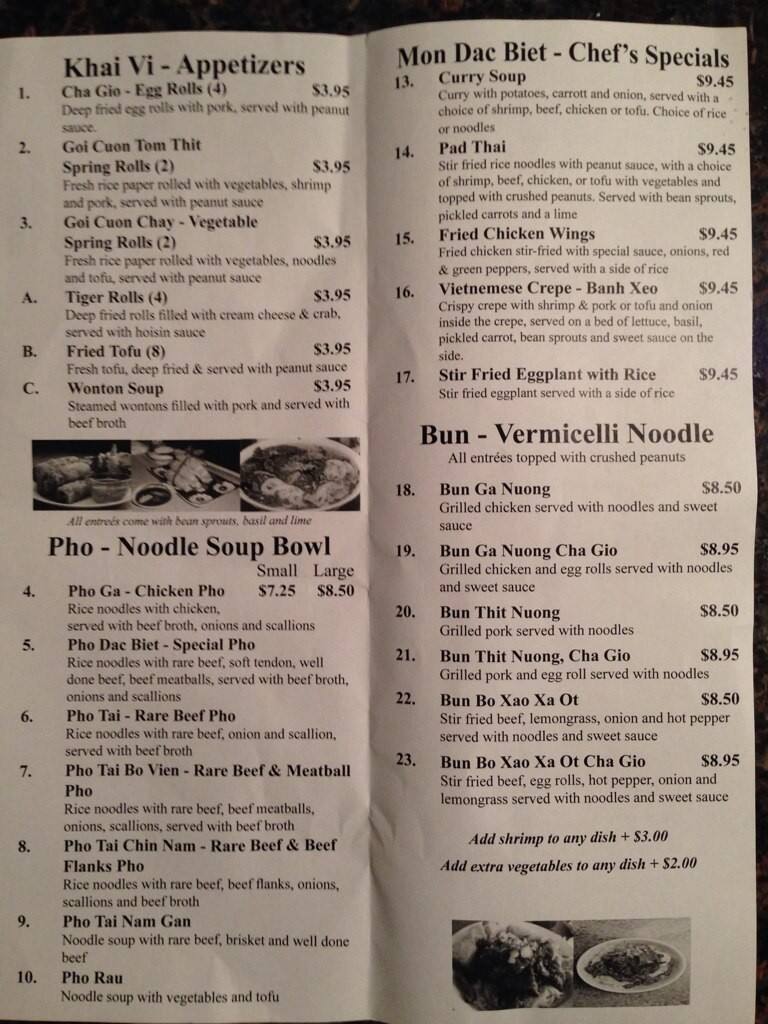 Khai Vi - Appetizers
1. Cha Gio - Egg Rolls (4) $3.95
Deep fried egg rolls with pork, served with peanut
sauce.
2. Goi Cuon Tom Thit
Spring Rolls (2) $3.95
Fresh rice paper rolled with vegetables, shrimp
and pork, served with peanut sauce
3. Goi Cuon Chay - Vegetable
Spring Rolls (2) $3.95
Fresh rice paper rolled with vegetables, noodles
and tofu, served with peanut sauce
A. Tiger Rolls (4) $3.95
Deep fried rolls filled with cream cheese & crab,
served with hoisin sauce
B. Fried Tofu (8) $3.95
Fresh tofu, deep fried & served with peanut sauce
C. Wonton Soup $3.95
Steamed wontons filled with pork and served with
beef broth
All entreés come with bean sprouts, basil and lime
Pho - Noodle Soup Bowl
Small Large
4. Pho Ga - Chicken Pho $7.25 $8.50
Rice noodles with chicken,
served with beef broth, onions and scallions
5. Pho Dac Biet - Special Pho
Rice noodles with rare beef, soft tendon, well
done beef, beef meatballs, served with beef broth,
onions and scallions
6. Pho Tai - Rare Beef Pho
Rice noodles with rare beef, onion and scallion,
served with beef broth
7. Pho Tai Bo Vien - Rare Beef & Meatball
Pho
Rice noodles with rare beef, beef meatballs,
onions, scallions, served with beef broth
8. Pho Tai Chin Nam - Rare Beef & Beef
Flanks Pho
Rice noodles with rare beef, beef flanks, onions,
scallions and beef broth
9. Pho Tai Nam Gan
Noodle soup with rare beef, brisket and well done
beef
10. Pho Rau
Noodle soup with vegetables and tofu
Mon Dac Biet - Chef's Specials
13. Curry Soup $9.45
Curry with potatoes, carrott and onion, served with a
choice of shrimp, beef, chicken or tofu. Choice of rice
or noodles
14. Pad Thai $9.45
Stir fried rice noodles with peanut sauce, with a choice
of shrimp, beef, chicken, or tofu with vegetables and
topped with crushed peanuts. Served with bean sprouts,
pickled carrots and a lime
15. Fried Chicken Wings $9.45
Fried chicken stir-fried with special sauce, onions, red
& green peppers, served with a side of rice
16. Vietnemese Crepe - Banh Xeo $9.45
Crispy crepe with shrimp & pork or tofu and onion
inside the crepe, served on a bed of lettuce, basil,
pickled carrot, bean sprouts and sweet sauce on the
side.
17. Stir Fried Eggplant with Rice $9.45
Stir fried eggplant served with a side of rice
Bun - Vermicelli Noodle
All entrées topped with crushed peanuts
18. Bun Ga Nuong $8.50
Grilled chicken served with noodles and sweet
sauce
19. Bun Ga Nuong Cha Gio $8.95
Grilled chicken and egg rolls served with noodles
and sweet sauce
20. Bun Thit Nuong $8.50
Grilled pork served with noodles
21. Bun Thit Nuong, Cha Gio $8.95
Grilled pork and egg roll served with noodles
22. Bun Bo Xao Xa Ot $8.50
Stir fried beef, lemongrass, onion and hot pepper
served with noodles and sweet sauce
23. Bun Bo Xao Xa Ot Cha Gio $8.95
Stir fried beef, egg rolls, hot pepper, onion and
lemongrass served with noodles and sweet sauce
Add shrimp to any dish + $3.00
Add extra vegetables to any dish + $2.00